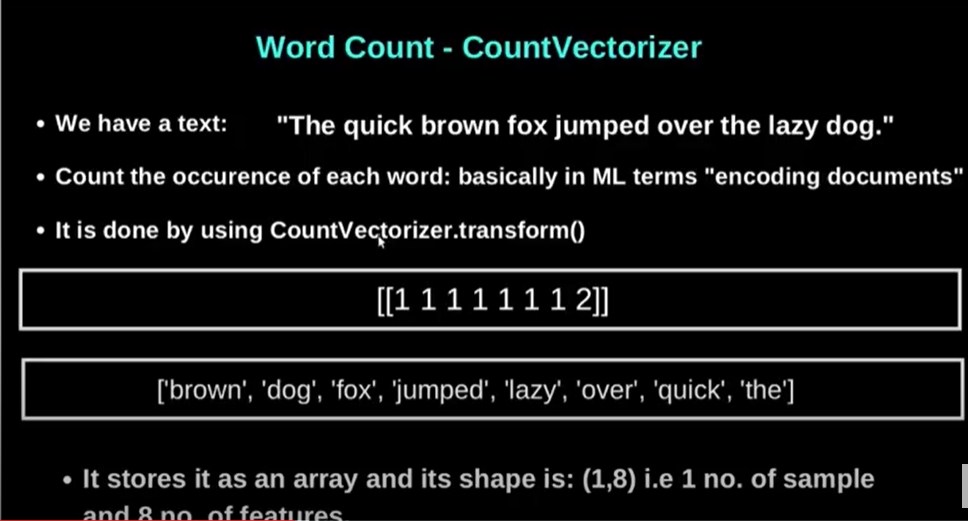 Word Count - CountVectorizer
• We have a text: "The quick brown fox jumped over the lazy dog."
• Count the occurence of each word: basically in ML terms "encoding documents"
• It is done by using CountVectorizer.transform()
[[1 1 1 1 1 1 1 2]]
['brown', 'dog', 'fox', 'jumped', 'lazy', 'over', 'quick', 'the']
• It stores it as an array and its shape is: (1,8) i.e 1 no. of sample
and 8 no. of features.